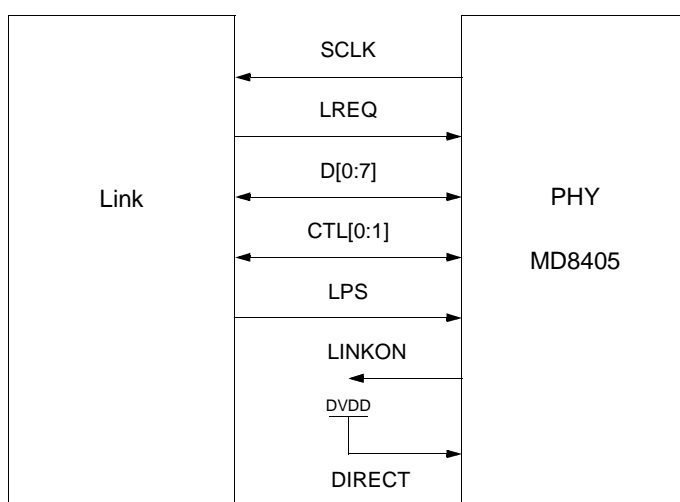 SCLK
LREQ
D[0:7]
Link
PHY
CTL[0:1]
MD8405
LPS
LINKON
DVDD
DIRECT